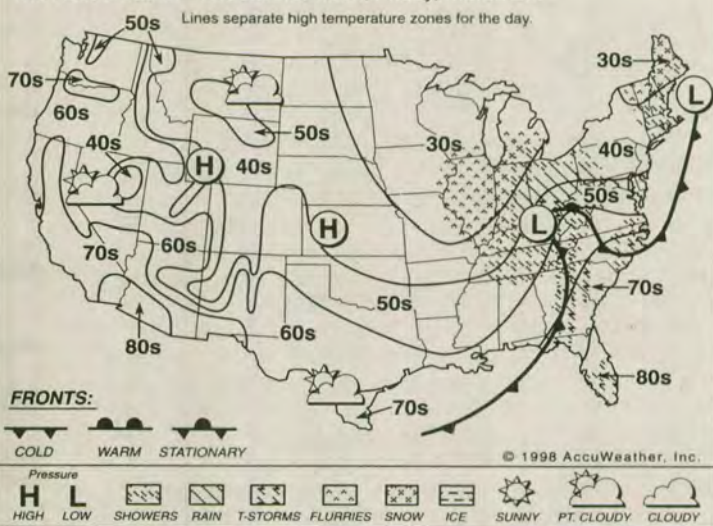 Lines separate high temperature zones for the day.
50s
70s
60s
40s
50s
40s
30s
30s
40s
50s
70s
60s
50s
60s
80s
70s
80s
70s
H
H
L
L
FRONTS:
COLD WARM STATIONARY
© 1998 AccuWeather, Inc.
Pressure
H L
HIGH LOW SHOWERS RAIN T-STORMS FLURRIES SNOW ICE SUNNY PT. CLOUDY CLOUDY